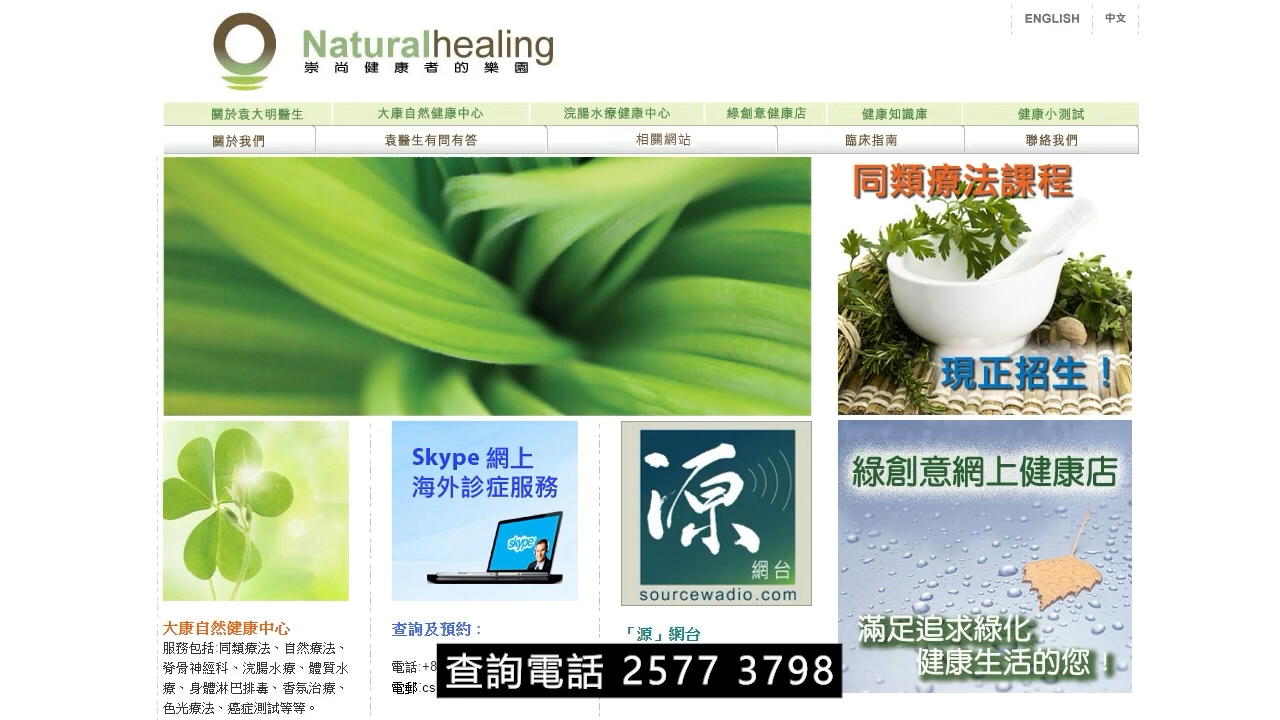 ENGLISH 中文
Naturalhealing
崇尚健康者的樂園
關於袁大明醫生 大康自然健康中心 浣腸水療健康中心 綠創意健康店 健康知識庫 健康小測試
關於我們 袁醫生有問有答 相關網站 臨床指南 聯絡我們
同類療法課程
現正招生！
Skype 網上
海外診症服務
skype
源
網台
sourcewadio.com
綠創意網上健康店
滿足追求綠化
健康生活的您！
大康自然健康中心
服務包括:同類療法、自然療法、
脊骨神經科、浣腸水療、體質水
療、身體淋巴排毒、香氛治療、
色光療法、癌症測試等等。
查詢及預約：
電話:+8
電郵:cs
「源」網台
查詢電話 2577 3798